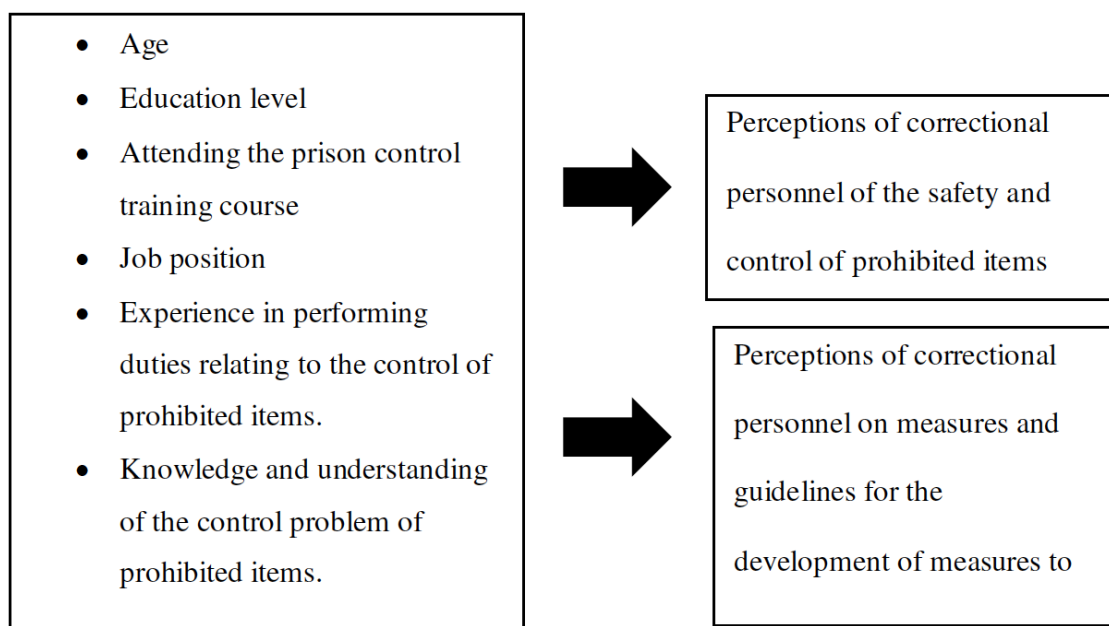 • Age
• Education level
• Attending the prison control
training course
• Job position
• Experience in performing
duties relating to the control of
prohibited items.
• Knowledge and understanding
of the control problem of
prohibited items.
Perceptions of correctional
personnel of the safety and
control of prohibited items
Perceptions of correctional
personnel on measures and
guidelines for the
development of measures to